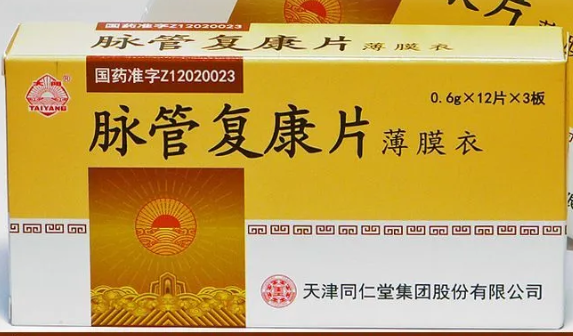 国药准字Z12020023
脉管复康片 薄膜衣
太阳®
TAIYANG
国药准字Z12020023
0.6g×12片×3板
脉管复康片 薄膜衣
天津同仁堂集团股份有限公司